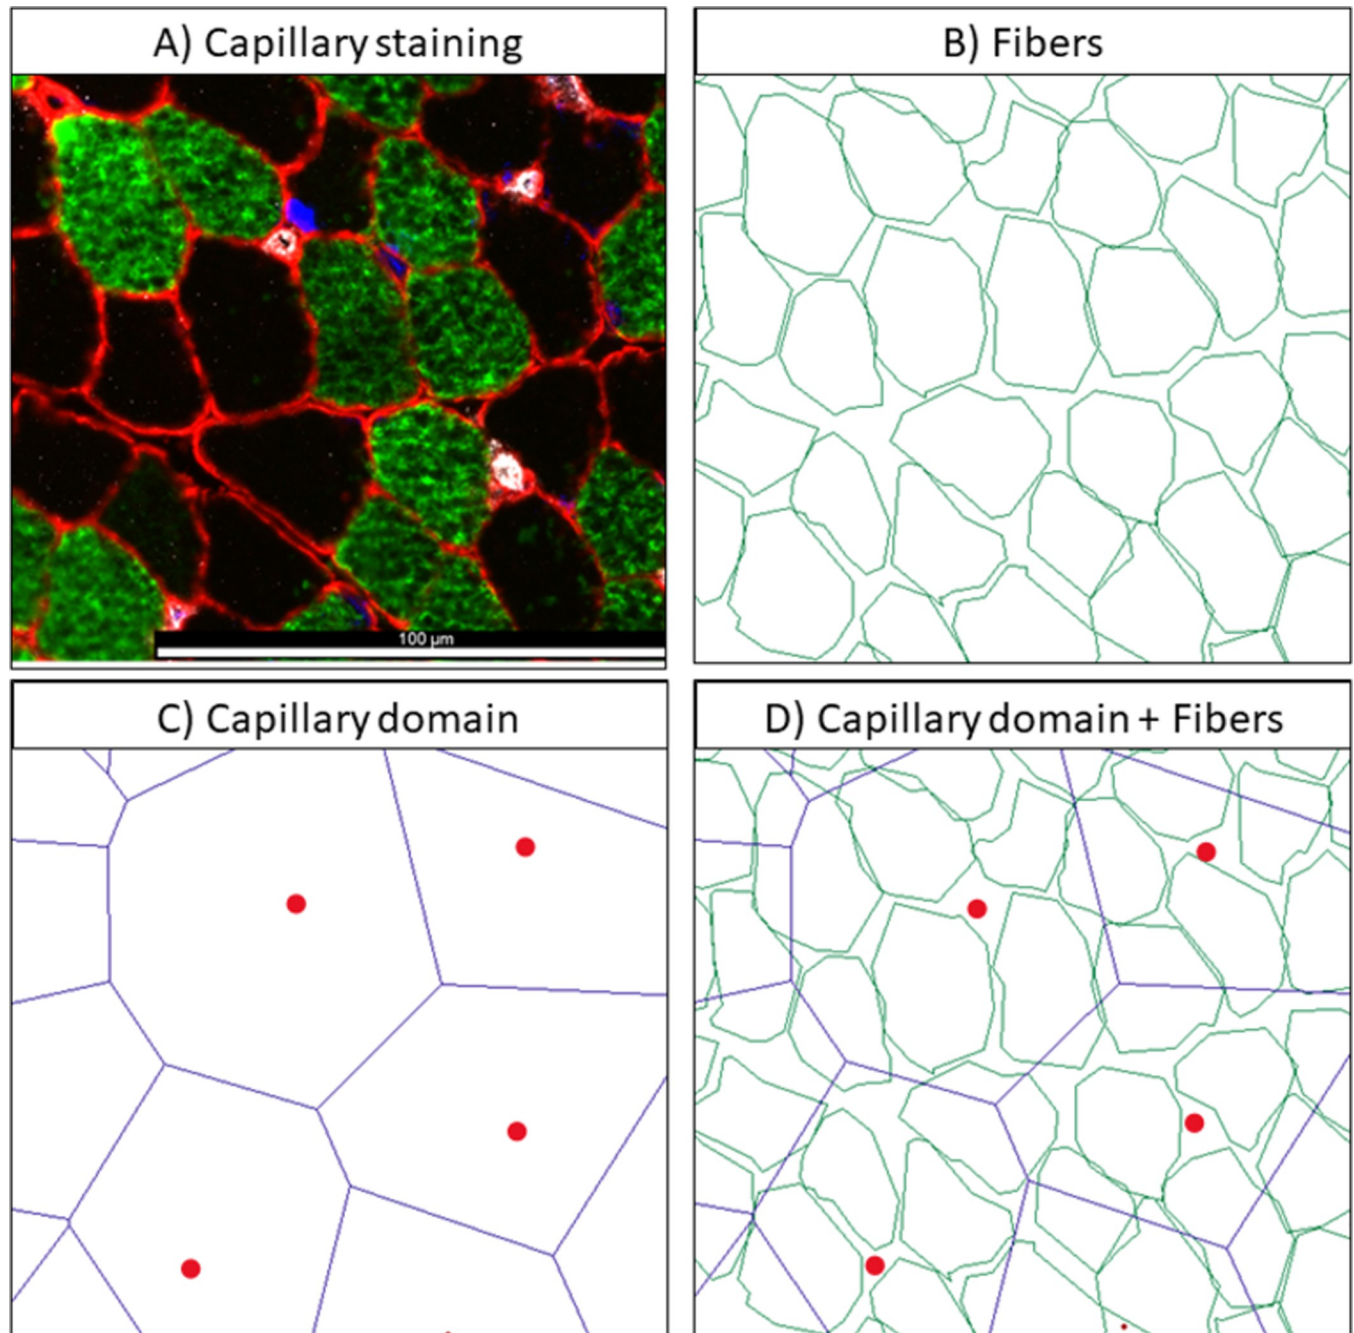 A) Capillary staining
B) Fibers
100 µm
C) Capillary domain
D) Capillary domain + Fibers